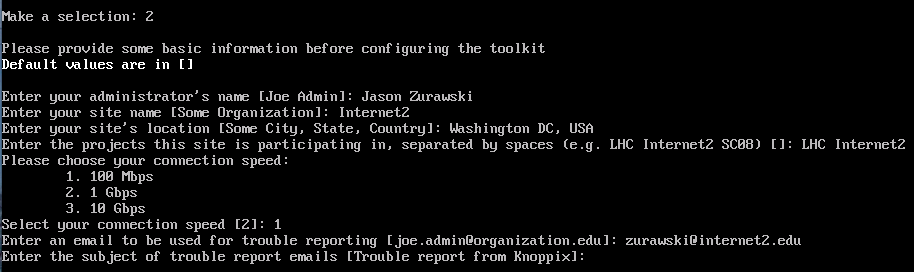 Make a selection: 2
Please provide some basic information before configuring the toolkit
Default values are in []
Enter your administrator's name [Joe Admin]: Jason Zurawski
Enter your site name [Some Organization]: Internet2
Enter your site's location [Some City, State, Country]: Washington DC, USA
Enter the projects this site is participating in, separated by spaces (e.g. LHC Internet2 SC08) []: LHC Internet2
Please choose your connection speed:
1. 100 Mbps
2. 1 Gbps
3. 10 Gbps
Select your connection speed [2]: 1
Enter an email to be used for trouble reporting [joe.admin@organization.edu]: zurawski@internet2.edu
Enter the subject of trouble report emails [Trouble report from Knoppix]: